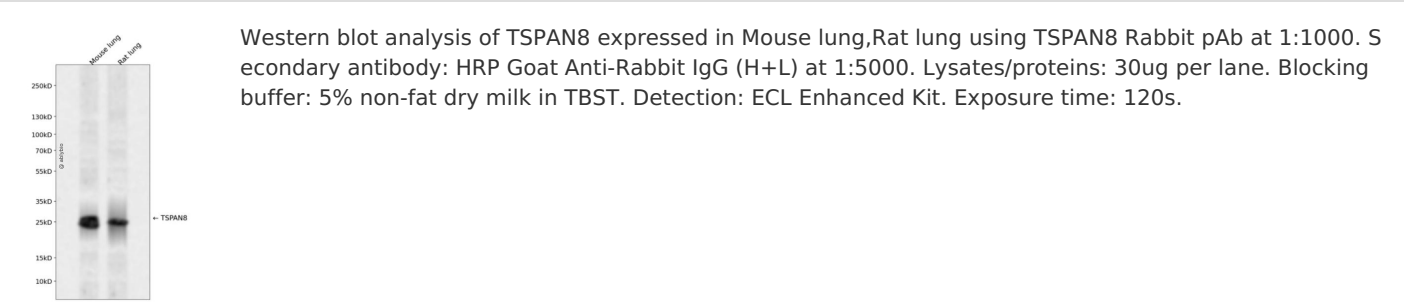 Mouse lung
Rat lung
Western blot analysis of TSPAN8 expressed in Mouse lung,Rat lung using TSPAN8 Rabbit pAb at 1:1000. S
econdary antibody: HRP Goat Anti-Rabbit IgG (H+L) at 1:5000. Lysates/proteins: 30ug per lane. Blocking
buffer: 5% non-fat dry milk in TBST. Detection: ECL Enhanced Kit. Exposure time: 120s.
250kD
130kD
100kD
70kD
55kD
35kD
25kD
15kD
10kD
← TSPAN8